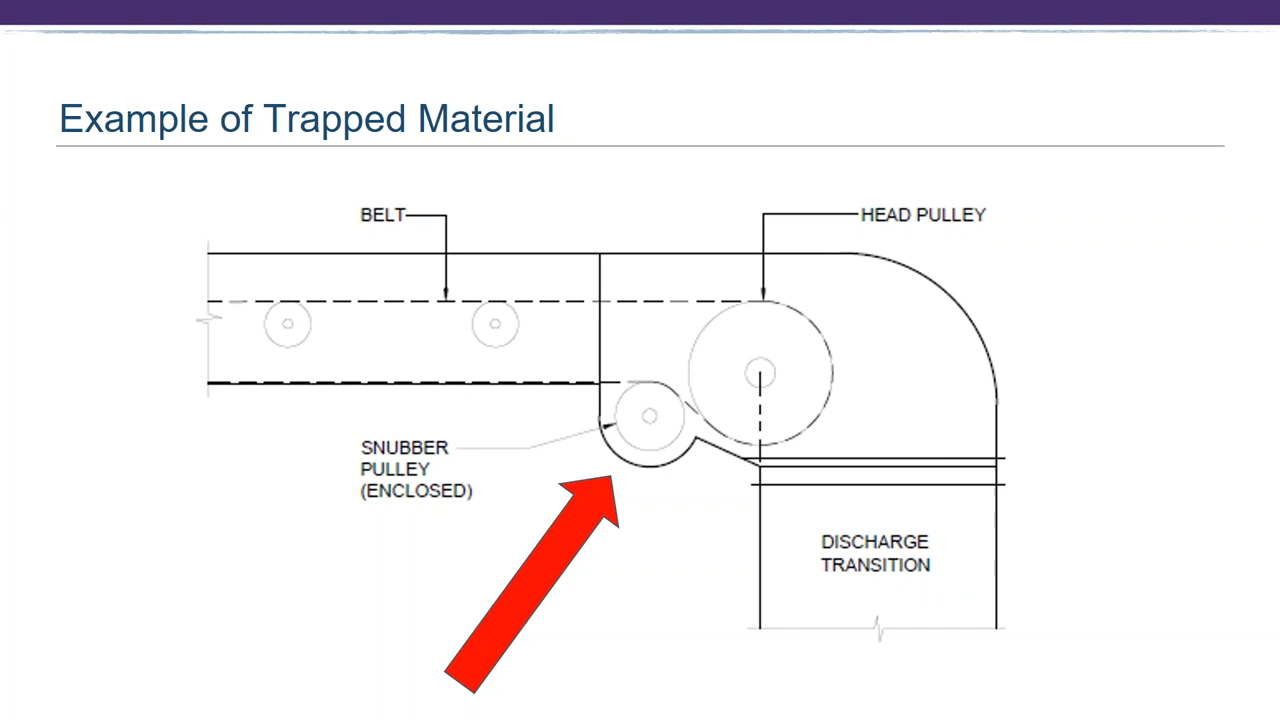 Example of Trapped Material
BELT
HEAD PULLEY
SNUBBER
PULLEY
(ENCLOSED)
DISCHARGE
TRANSITION